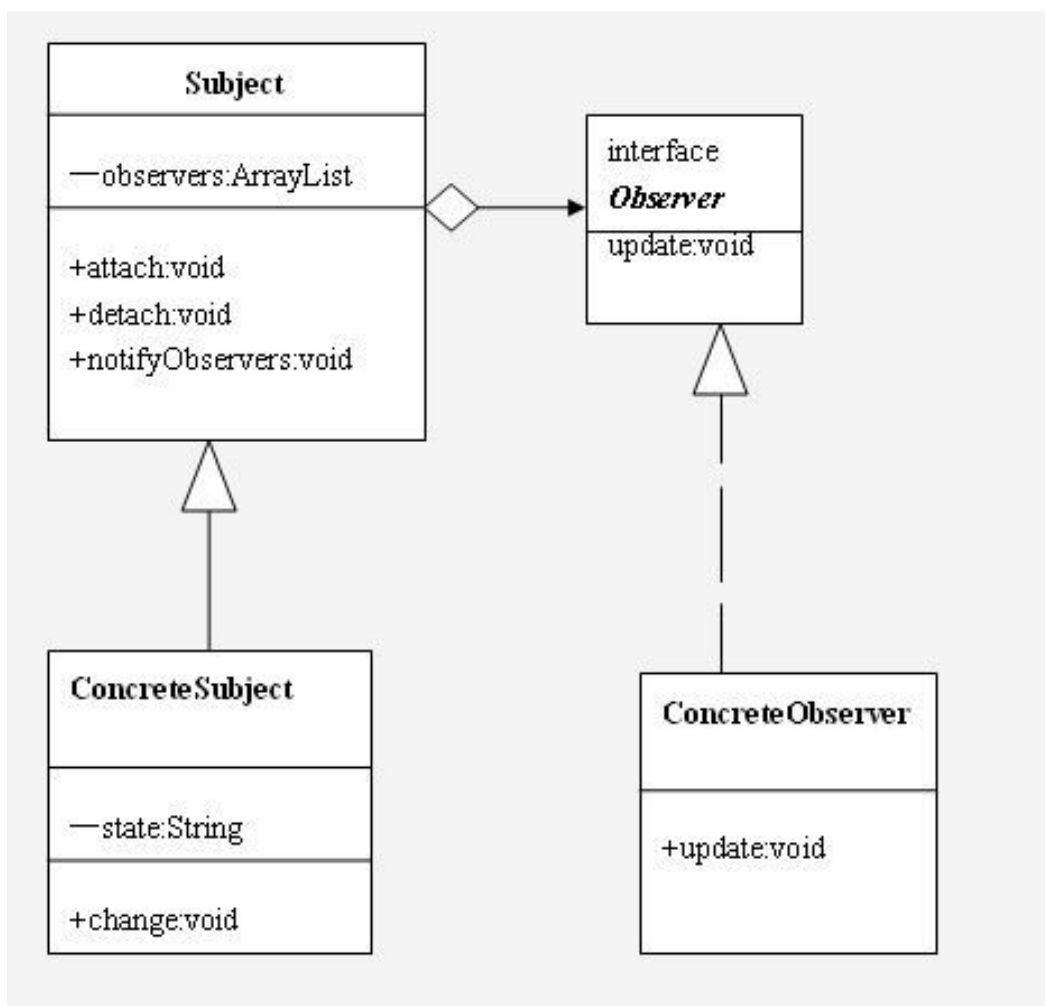 Subject
—observers:ArrayList
+attach:void
+detach:void
+notifyObservers:void
interface
Observer
update:void
ConcreteSubject
—state:String
+change:void
ConcreteObserver
+update:void